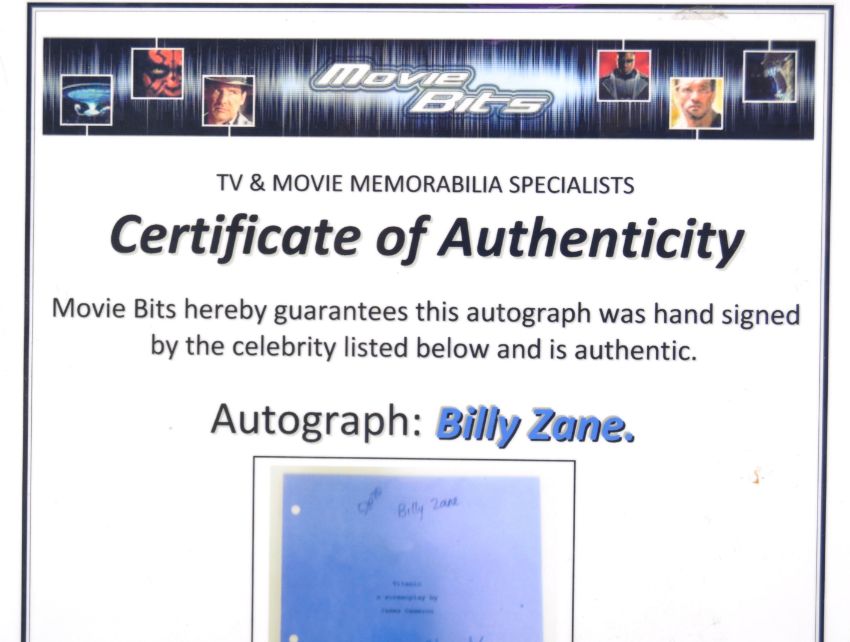 Movie
Bits
TV & MOVIE MEMORABILIA SPECIALISTS
Certificate of Authenticity
Movie Bits hereby guarantees this autograph was hand signed
by the celebrity listed below and is authentic.
Autograph: Billy Zane.
Billy Zane
Titanic
a screenplay by
James Cameron